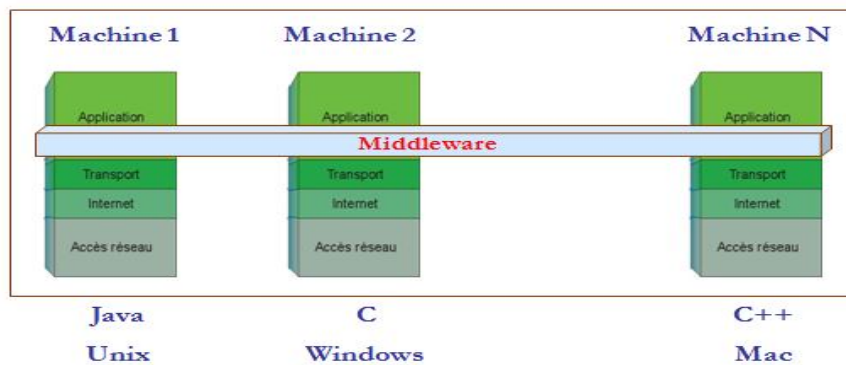 Machine 1 Machine 2 Machine N
Application Application Application
Middleware
Transport Transport Transport
Internet Internet Internet
Accès réseau Accès réseau Accès réseau
Java C C++
Unix Windows Mac